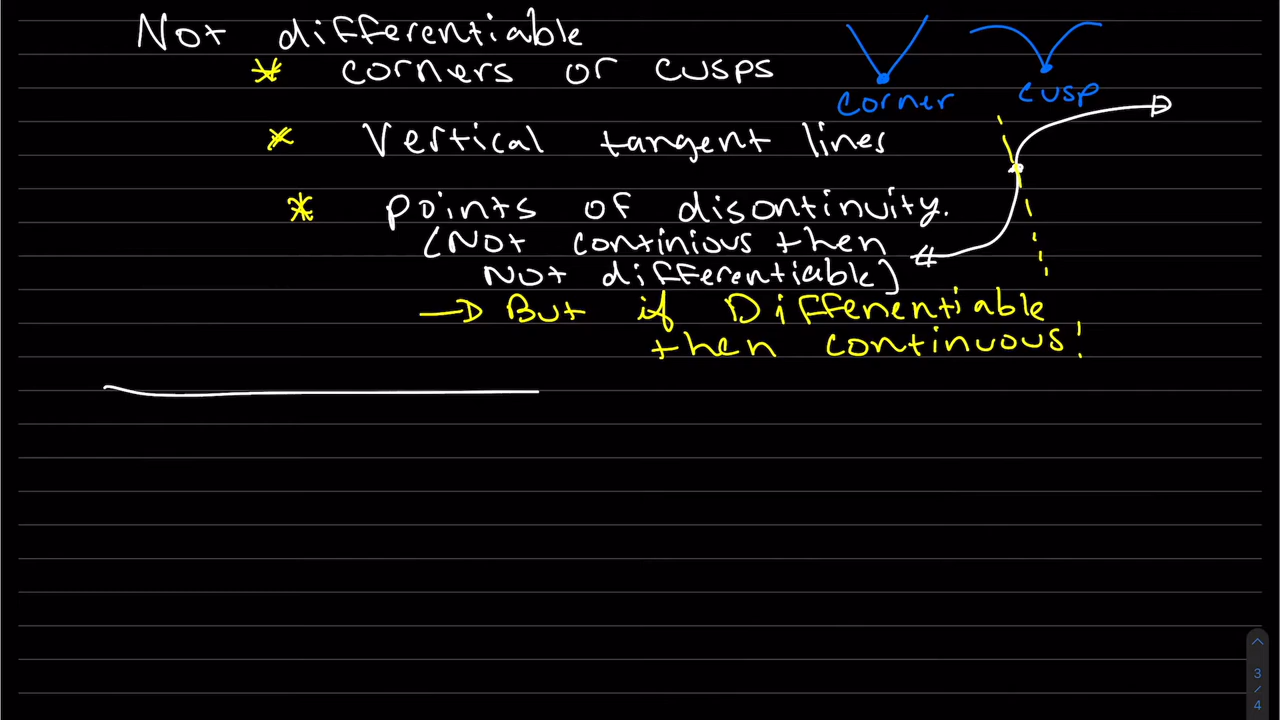 Not differentiable
* corners or cusps
corner
cusp
* Vertical tangent lines
* points of disontinuity.
(Not continious then
Not differentiable)
→ But if Differentiable
then continuous!
3
/
4